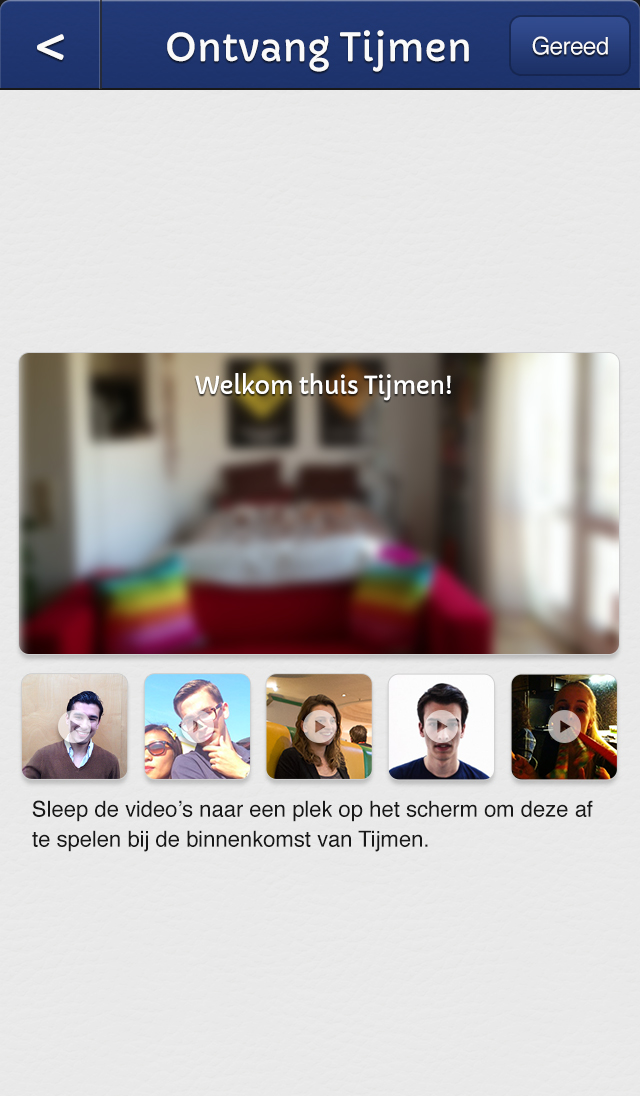 <
Ontvang Tijmen
Gereed
Welkom thuis Tijmen!
Sleep de video’s naar een plek op het scherm om deze af
te spelen bij de binnenkomst van Tijmen.